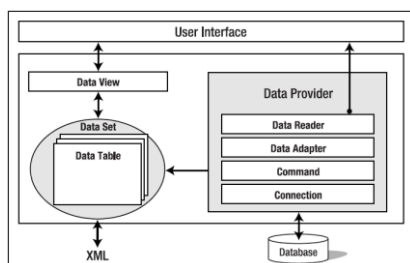 User Interface
Data View
Data Set
Data Table
XML
Data Provider
Data Reader
Data Adapter
Command
Connection
Database